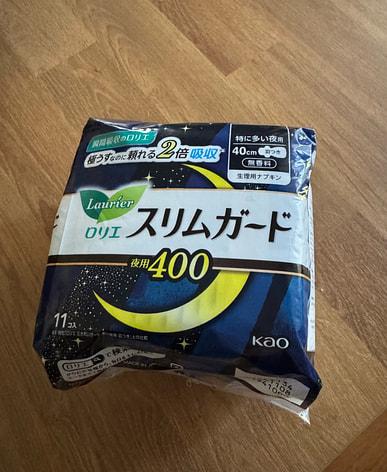 瞬間吸収のロリエ
極うすなのに頼れる2倍吸収
特に多い夜用
40cm 羽つき
無香料
生理用ナプキン
Laurier
ロリエ スリムガード
夜用400
11コ入
Kao